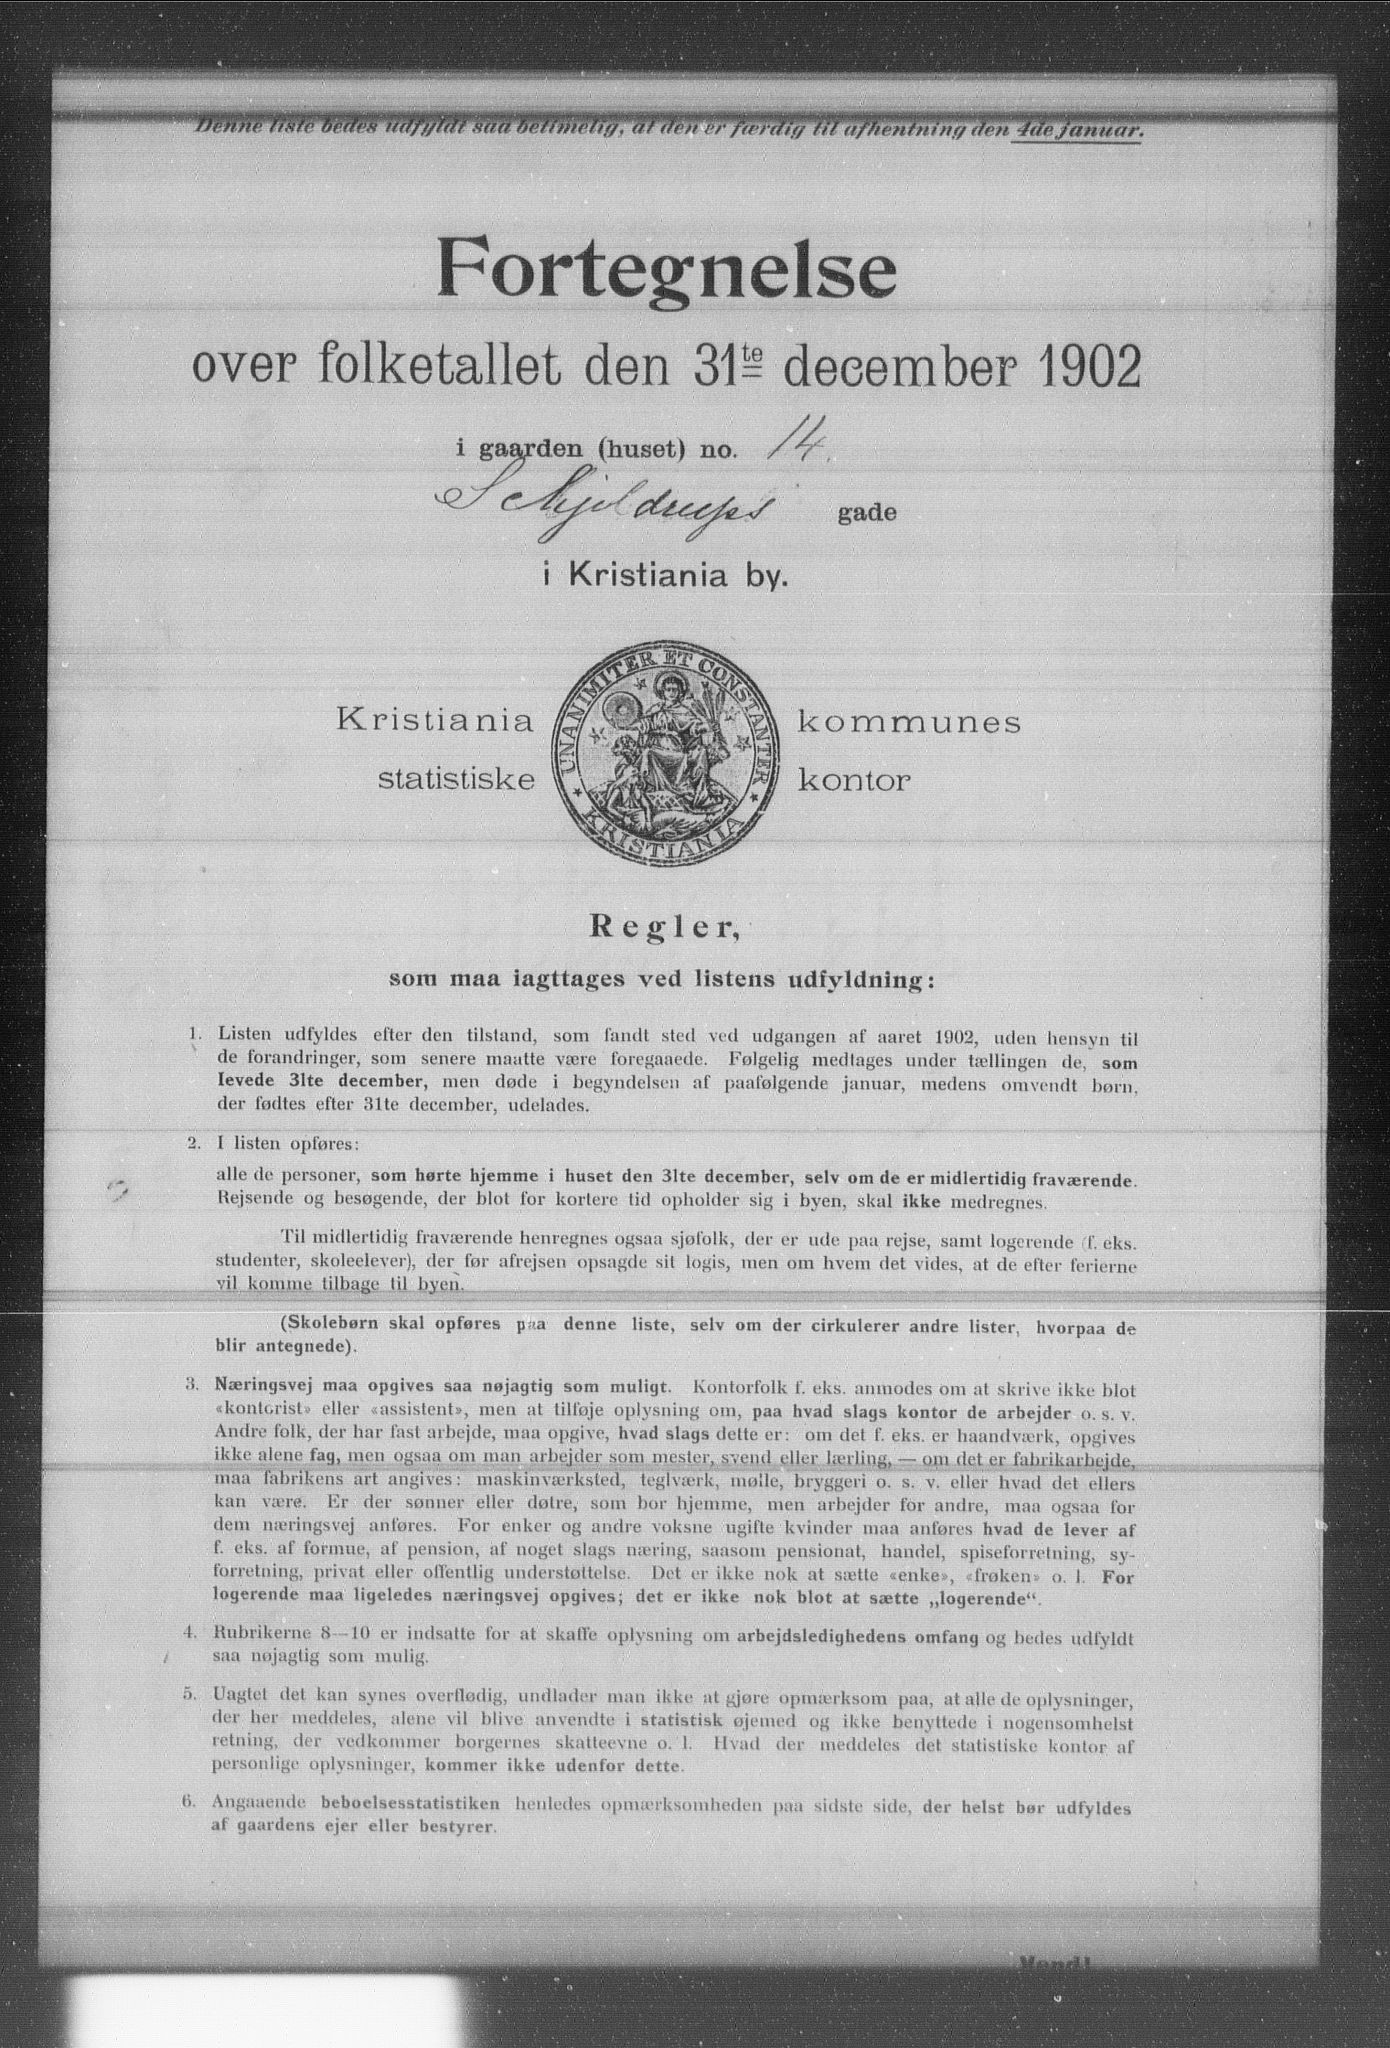 Denne liste bedes udfyldt saa betimelig, at den er færdig til afhentning den 4de januar.
Fortegnelse
over folketallet den 31te december 1902
i gaarden (huset) no. 14.
Schjeldrups gade
i Kristiania by.
UNANIMITER ET CONSTANTER
Kristiania kommunes
statistiske kontor
KRISTIANIA
Regler,
som maa iagttages ved listens udfyldning:
1. Listen udfyldes efter den tilstand, som fandt sted ved udgangen af aaret 1902, uden hensyn til
de forandringer, som senere maatte være foregaaede. Følgelig medtages under tællingen de, som
levede 31te december, men døde i begyndelsen af paafølgende januar, medens omvendt børn,
der fødtes efter 31te december, udelades.
2. I listen opføres:
alle de personer, som hørte hjemme i huset den 31te december, selv om de er midlertidig fraværende.
Rejsende og besøgende, der blot for kortere tid opholder sig i byen, skal ikke medregnes.
Til midlertidig fraværende henregnes ogsaa sjøfolk, der er ude paa rejse, samt logerende (f. eks.
studenter, skoleelever), der før afrejsen opsagde sit logis, men om hvem det vides, at de efter ferierne
vil komme tilbage til byen.
(Skolebørn skal opføres paa denne liste, selv om der cirkulerer andre lister, hvorpaa de
blir antegnede).
3. Næringsvej maa opgives saa nøjagtig som muligt. Kontorfolk f. eks. anmodes om at skrive ikke blot
«kontorist» eller «assistent», men at tilføje oplysning om, paa hvad slags kontor de arbejder o. s. v.
Andre folk, der har fast arbejde, maa opgive, hvad slags dette er: om det f. eks. er haandværk, opgives
ikke alene fag, men ogsaa om man arbejder som mester, svend eller lærling, — om det er fabrikarbejde,
maa fabrikens art angives: maskinværksted, teglværk, mølle, bryggeri o. s. v. eller hvad det ellers
kan være. Er der sønner eller døtre, som bor hjemme, men arbejder for andre, maa ogsaa for
dem næringsvej anføres. For enker og andre voksne ugifte kvinder maa anføres hvad de lever af
f. eks. af formue, af pension, af noget slags næring, saasom pensionat, handel, spiseforretning, sy-
forretning, privat eller offentlig understøttelse. Det er ikke nok at sætte «enke», «frøken» o. l. For
logerende maa ligeledes næringsvej opgives; det er ikke nok blot at sætte „logerende“.
4. Rubrikerne 8—10 er indsatte for at skaffe oplysning om arbejdsledighedens omfang og bedes udfyldt
saa nøjagtig som mulig.
5. Uagtet det kan synes overflødig, undlader man ikke at gjøre opmærksom paa, at alle de oplysninger,
der her meddeles, alene vil blive anvendte i statistisk øjemed og ikke benyttede i nogensomhelst
retning, der vedkommer borgernes skatteevne o. l. Hvad der meddeles det statistiske kontor af
personlige oplysninger, kommer ikke udenfor dette.
6. Angaaende beboelsesstatistiken henledes opmærksomheden paa sidste side, der helst bør udfyldes
af gaardens ejer eller bestyrer.
Vend!